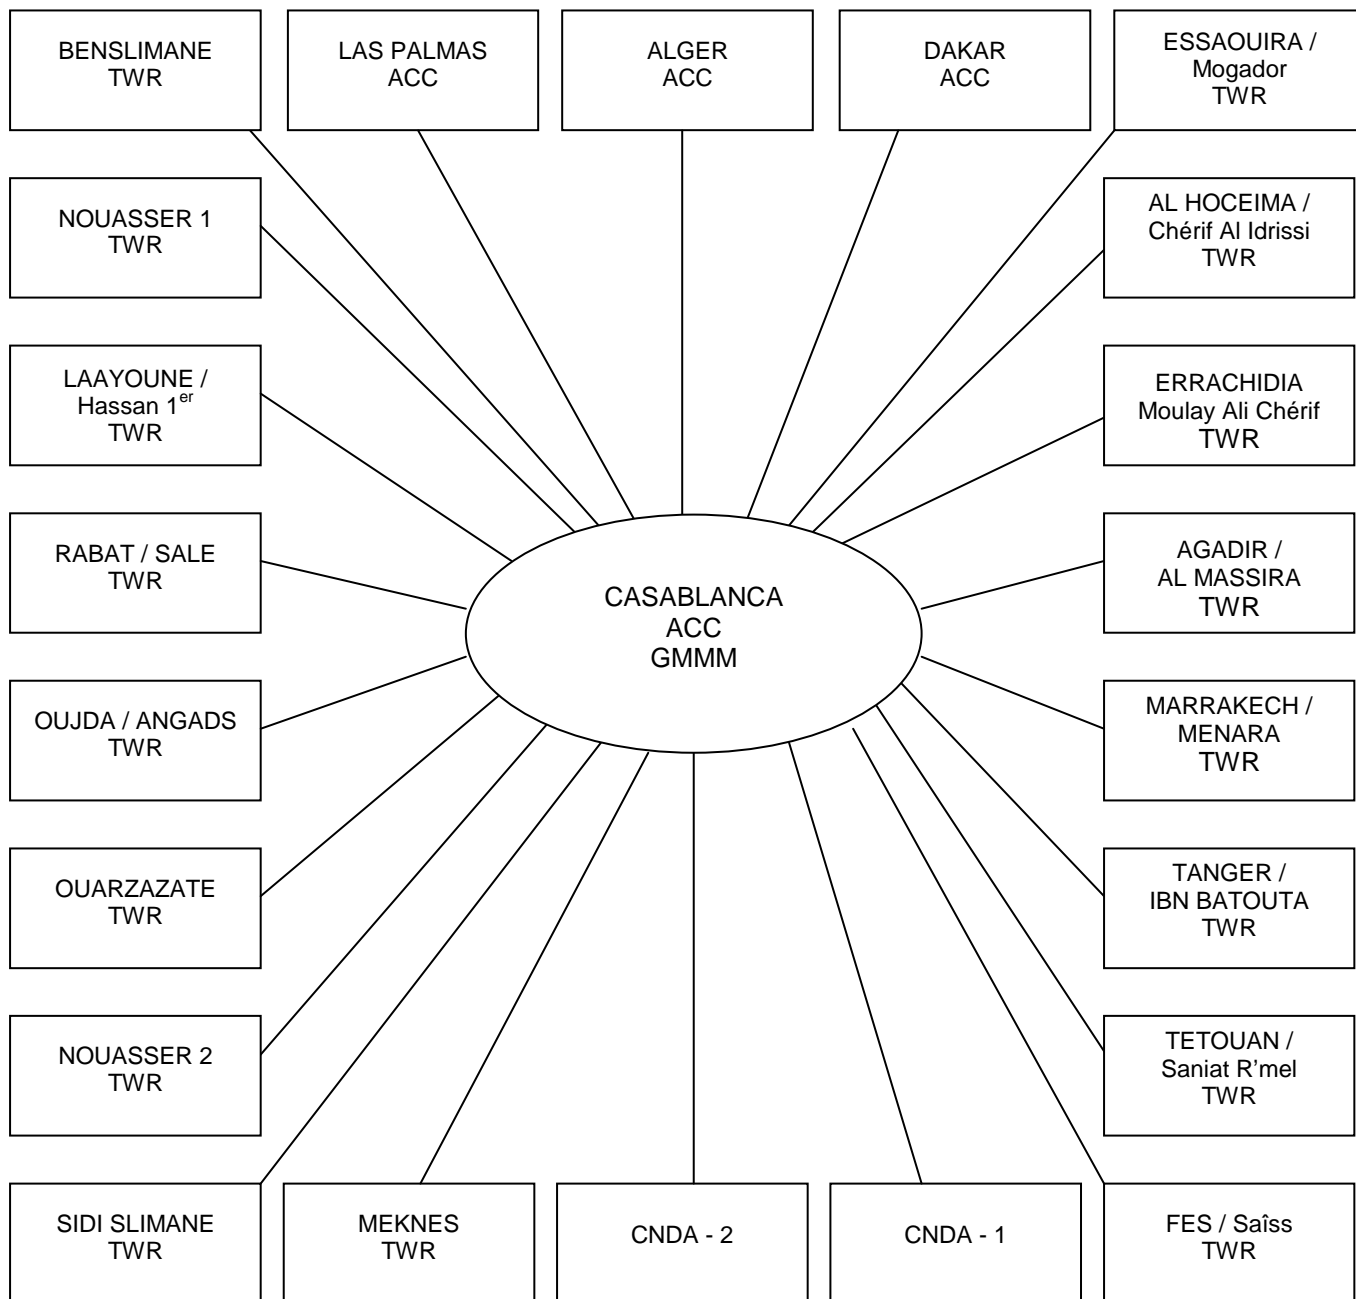 BENSLIMANE
TWR
LAS PALMAS
ACC
ALGER
ACC
DAKAR
ACC
ESSAOUIRA /
Mogador
TWR
NOUASSER 1
TWR
AL HOCEIMA /
Chérif Al Idrissi
TWR
LAAYOUNE /
Hassan 1er
TWR
ERRACHIDIA
Moulay Ali Chérif
TWR
RABAT / SALE
TWR
AGADIR /
AL MASSIRA
TWR
CASABLANCA
ACC
GMMM
OUJDA / ANGADS
TWR
MARRAKECH /
MENARA
TWR
OUARZAZATE
TWR
TANGER /
IBN BATOUTA
TWR
NOUASSER 2
TWR
TETOUAN /
Saniat R’mel
TWR
SIDI SLIMANE
TWR
MEKNES
TWR
CNDA - 2
CNDA - 1
FES / Saîss
TWR